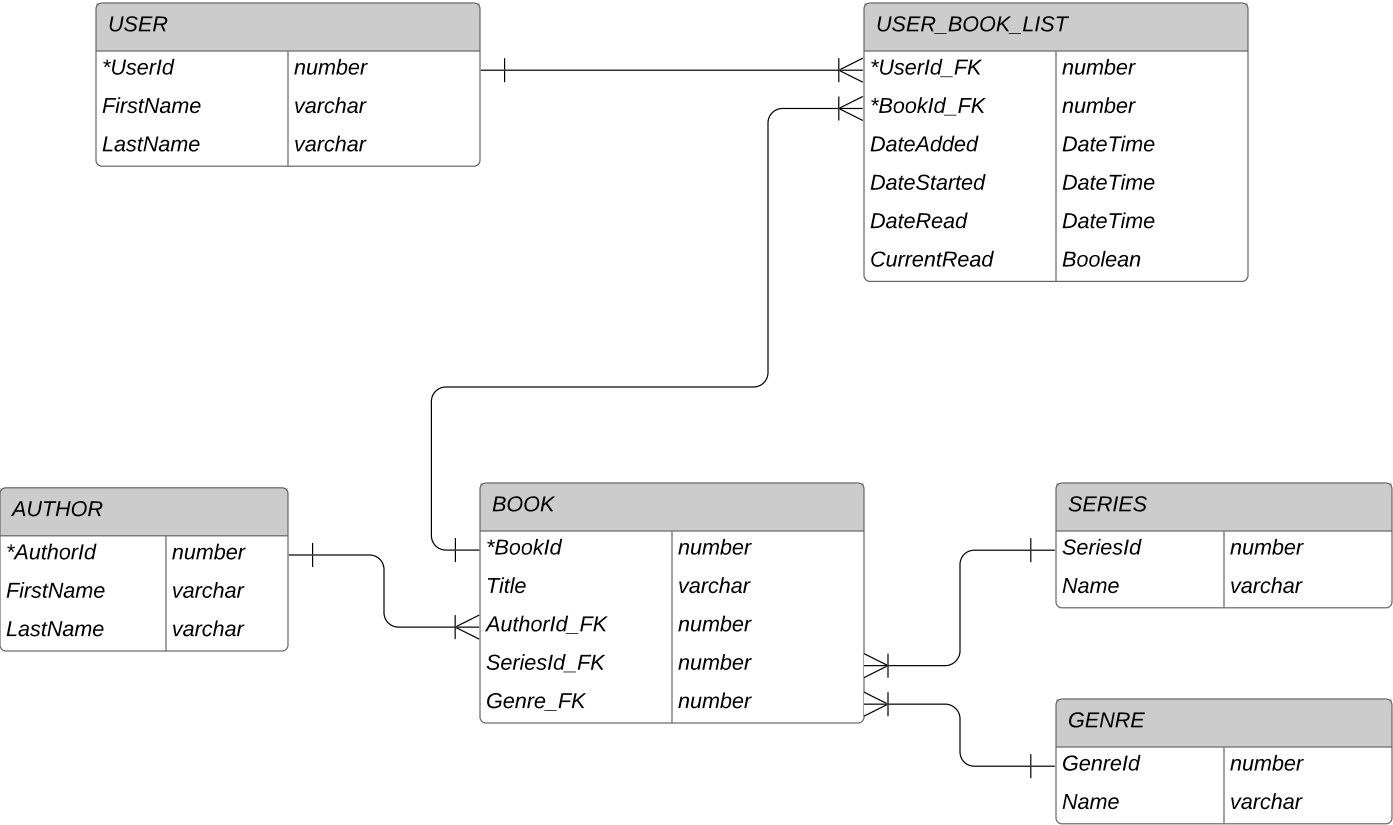 USER
*UserId number
FirstName varchar
LastName varchar
USER_BOOK_LIST
*UserId_FK number
*BookId_FK number
DateAdded DateTime
DateStarted DateTime
DateRead DateTime
CurrentRead Boolean
AUTHOR
*AuthorId number
FirstName varchar
LastName varchar
BOOK
*BookId number
Title varchar
AuthorId_FK number
SeriesId_FK number
Genre_FK number
SERIES
SeriesId number
Name varchar
GENRE
GenreId number
Name varchar